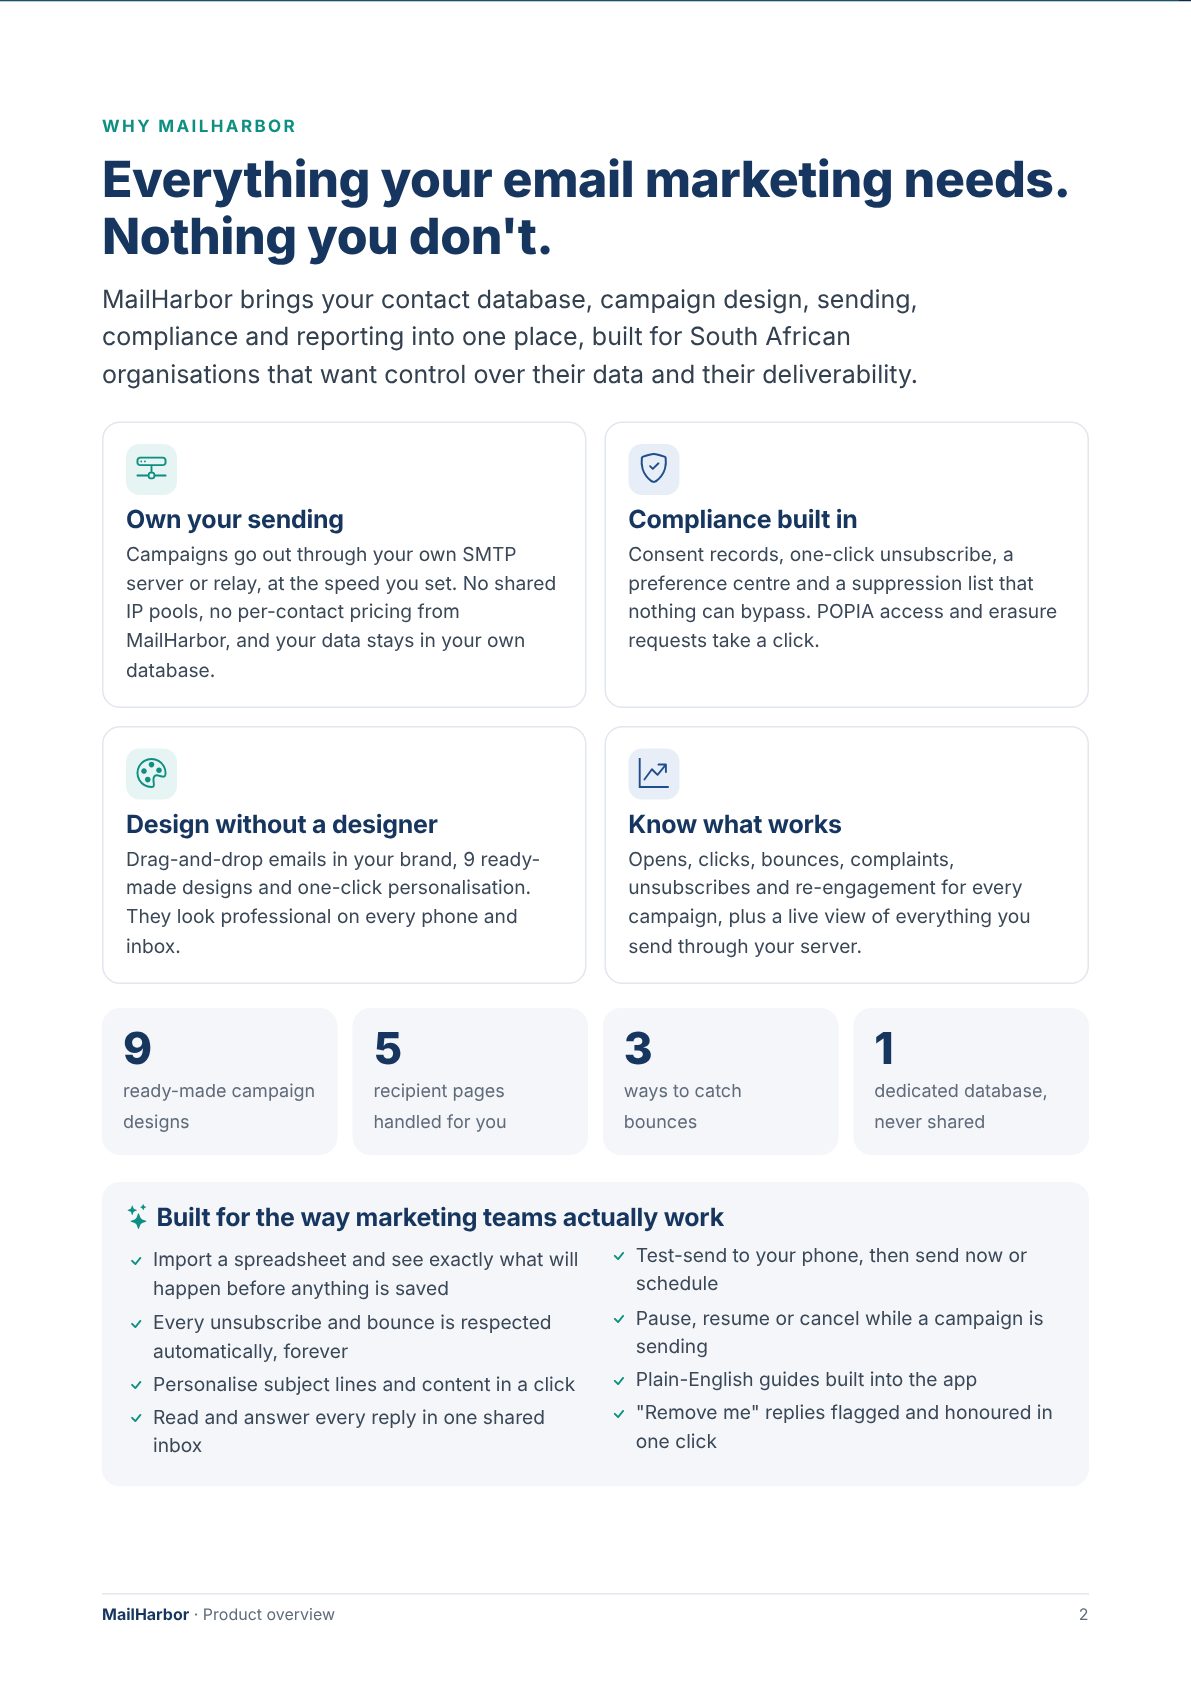 WHY MAILHARBOR
Everything your email marketing needs.
Nothing you don't.
MailHarbor brings your contact database, campaign design, sending,
compliance and reporting into one place, built for South African
organisations that want control over their data and their deliverability.
Own your sending
Campaigns go out through your own SMTP
server or relay, at the speed you set. No shared
IP pools, no per-contact pricing from
MailHarbor, and your data stays in your own
database.
Compliance built in
Consent records, one-click unsubscribe, a
preference centre and a suppression list that
nothing can bypass. POPIA access and erasure
requests take a click.
Design without a designer
Drag-and-drop emails in your brand, 9 ready-
made designs and one-click personalisation.
They look professional on every phone and
inbox.
Know what works
Opens, clicks, bounces, complaints,
unsubscribes and re-engagement for every
campaign, plus a live view of everything you
send through your server.
9
ready-made campaign
designs
5
recipient pages
handled for you
3
ways to catch
bounces
1
dedicated database,
never shared
Built for the way marketing teams actually work
Import a spreadsheet and see exactly what will
happen before anything is saved
Every unsubscribe and bounce is respected
automatically, forever
Personalise subject lines and content in a click
Read and answer every reply in one shared
inbox
Test-send to your phone, then send now or
schedule
Pause, resume or cancel while a campaign is
sending
Plain-English guides built into the app
"Remove me" replies flagged and honoured in
one click
MailHarbor · Product overview
2